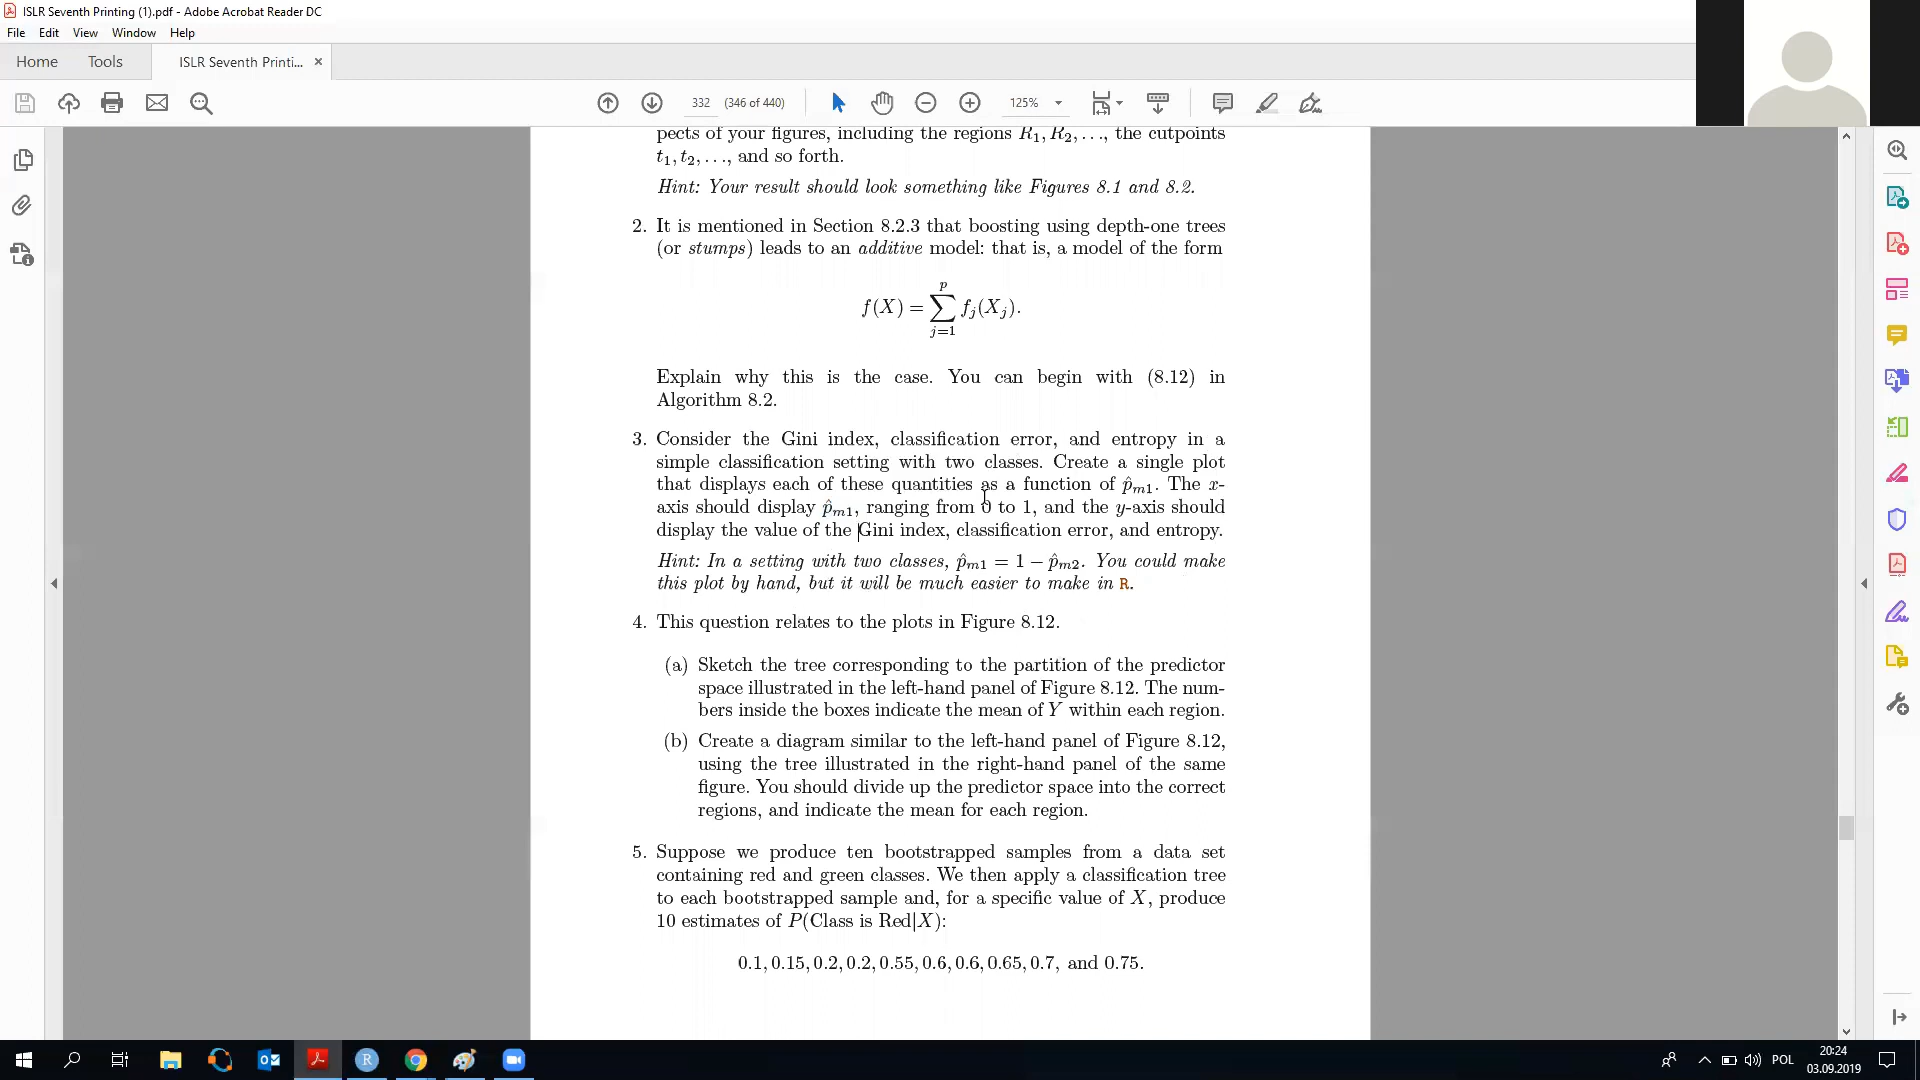 ISLR Seventh Printing (1).pdf - Adobe Acrobat Reader DC
File Edit View Window Help
Home Tools ISLR Seventh Printi... ×
332 (346 of 440) 125%
pects of your figures, including the regions R₁, R₂, . . ., the cutpoints
t₁, t₂, . . ., and so forth.
Hint: Your result should look something like Figures 8.1 and 8.2.
2. It is mentioned in Section 8.2.3 that boosting using depth-one trees
(or stumps) leads to an additive model: that is, a model of the form
f(X) = ∑_{j=1}^{p} f_j(X_j).
Explain why this is the case. You can begin with (8.12) in
Algorithm 8.2.
3. Consider the Gini index, classification error, and entropy in a
simple classification setting with two classes. Create a single plot
that displays each of these quantities as a function of p̂_{m1}. The x-
axis should display p̂_{m1}, ranging from 0 to 1, and the y-axis should
display the value of the Gini index, classification error, and entropy.
Hint: In a setting with two classes, p̂_{m1} = 1 − p̂_{m2}. You could make
this plot by hand, but it will be much easier to make in R.
4. This question relates to the plots in Figure 8.12.
(a) Sketch the tree corresponding to the partition of the predictor
space illustrated in the left-hand panel of Figure 8.12. The num-
bers inside the boxes indicate the mean of Y within each region.
(b) Create a diagram similar to the left-hand panel of Figure 8.12,
using the tree illustrated in the right-hand panel of the same
figure. You should divide up the predictor space into the correct
regions, and indicate the mean for each region.
5. Suppose we produce ten bootstrapped samples from a data set
containing red and green classes. We then apply a classification tree
to each bootstrapped sample and, for a specific value of X, produce
10 estimates of P(Class is Red|X):
0.1, 0.15, 0.2, 0.2, 0.55, 0.6, 0.6, 0.65, 0.7, and 0.75.
POL
20:24
03.09.2019